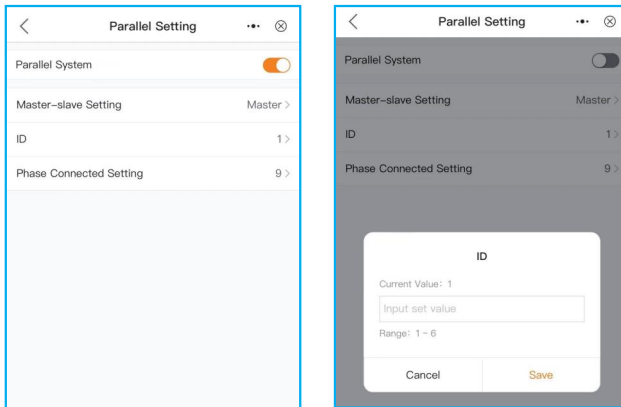 Parallel Setting
Parallel System
Master-slave Setting Master >
ID 1 >
Phase Connected Setting 9 >
Parallel Setting
Parallel System
Master-slave Setting Master >
ID 1 >
Phase Connected Setting 9 >
ID
Current Value: 1
Input set value
Range: 1 ~ 6
Cancel Save